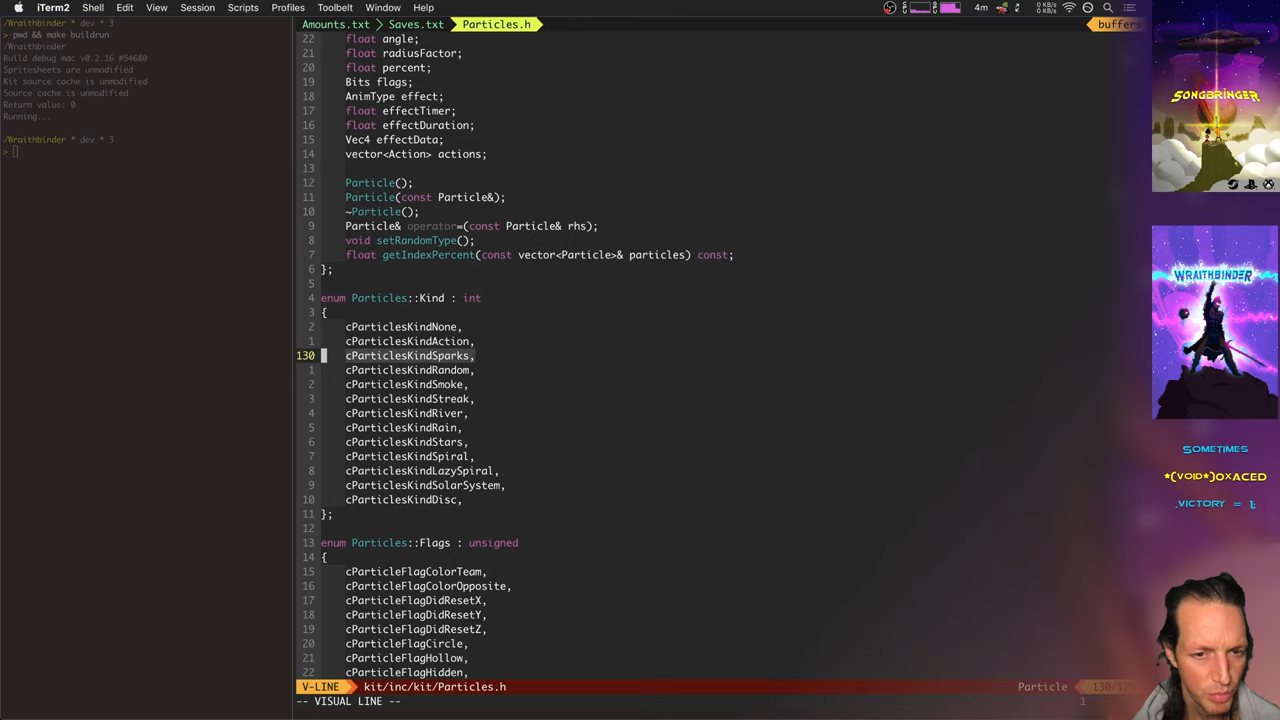 iTerm2 Shell Edit View Session Scripts Profiles Toolbelt Window Help
4m
0 KB/s
0 KB/s
/Wraithbinder * dev * 3
> pwd && make buildrun
/Wraithbinder
Build debug mac v0.2.16 #54680
Spritesheets are unmodified
Kit source cache is unmodified
Source cache is unmodified
Return value: 0
Running...
/Wraithbinder * dev * 3
>
Amounts.txt > Saves.txt Particles.h buffers
22 float angle;
21 float radiusFactor;
20 float percent;
19 Bits flags;
18 AnimType effect;
17 float effectTimer;
16 float effectDuration;
15 Vec4 effectData;
14 vector<Action> actions;
13
12 Particle();
11 Particle(const Particle&);
10 ~Particle();
9 Particle& operator=(const Particle& rhs);
8 void setRandomType();
7 float getIndexPercent(const vector<Particle>& particles) const;
6 };
5
4 enum Particles::Kind : int
3 {
2 cParticlesKindNone,
1 cParticlesKindAction,
130 cParticlesKindSparks,
1 cParticlesKindRandom,
2 cParticlesKindSmoke,
3 cParticlesKindStreak,
4 cParticlesKindRiver,
5 cParticlesKindRain,
6 cParticlesKindStars,
7 cParticlesKindSpiral,
8 cParticlesKindLazySpiral,
9 cParticlesKindSolarSystem,
10 cParticlesKindDisc,
11 };
12
13 enum Particles::Flags : unsigned
14 {
15 cParticleFlagColorTeam,
16 cParticleFlagColorOpposite,
17 cParticleFlagDidResetX,
18 cParticleFlagDidResetY,
19 cParticleFlagDidResetZ,
20 cParticleFlagCircle,
21 cParticleFlagHollow,
22 cParticleFlagHidden,
V-LINE kit/inc/kit/Particles.h Particle
-- VISUAL LINE -- 1
SONGBRINGER
WRAITHBINDER
SOMETIMES
*(VOID*)0XACED
.VICTORY = 1;